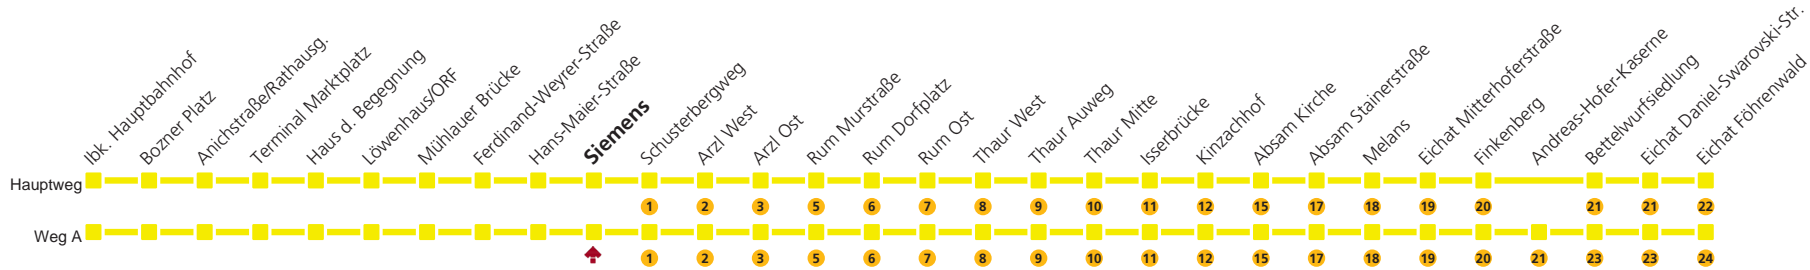 Ibk. Hauptbahnhof
Bozner Platz
Anichstraße/Rathausg.
Terminal Marktplatz
Haus d. Begegnung
Löwenhaus/ORF
Mühlauer Brücke
Ferdinand-Weyrer-Straße
Hans-Maier-Straße
Siemens
Schusterbergweg
Arzl West
Arzl Ost
Rum Murstraße
Rum Dorfplatz
Rum Ost
Thaur West
Thaur Auweg
Thaur Mitte
Isserbrücke
Kinzachhof
Absam Kirche
Absam Stainerstraße
Melans
Eichat Mitterhoferstraße
Finkenberg
Andreas-Hofer-Kaserne
Bettelwurfsiedlung
Eichat Daniel-Swarovski-Str.
Eichat Föhrenwald
Hauptweg
1 2 3 5 6 7 8 9 10 11 12 15 17 18 19 20 21 21 22
Weg A
1 2 3 5 6 7 8 9 10 11 12 15 17 18 19 20 21 23 23 24